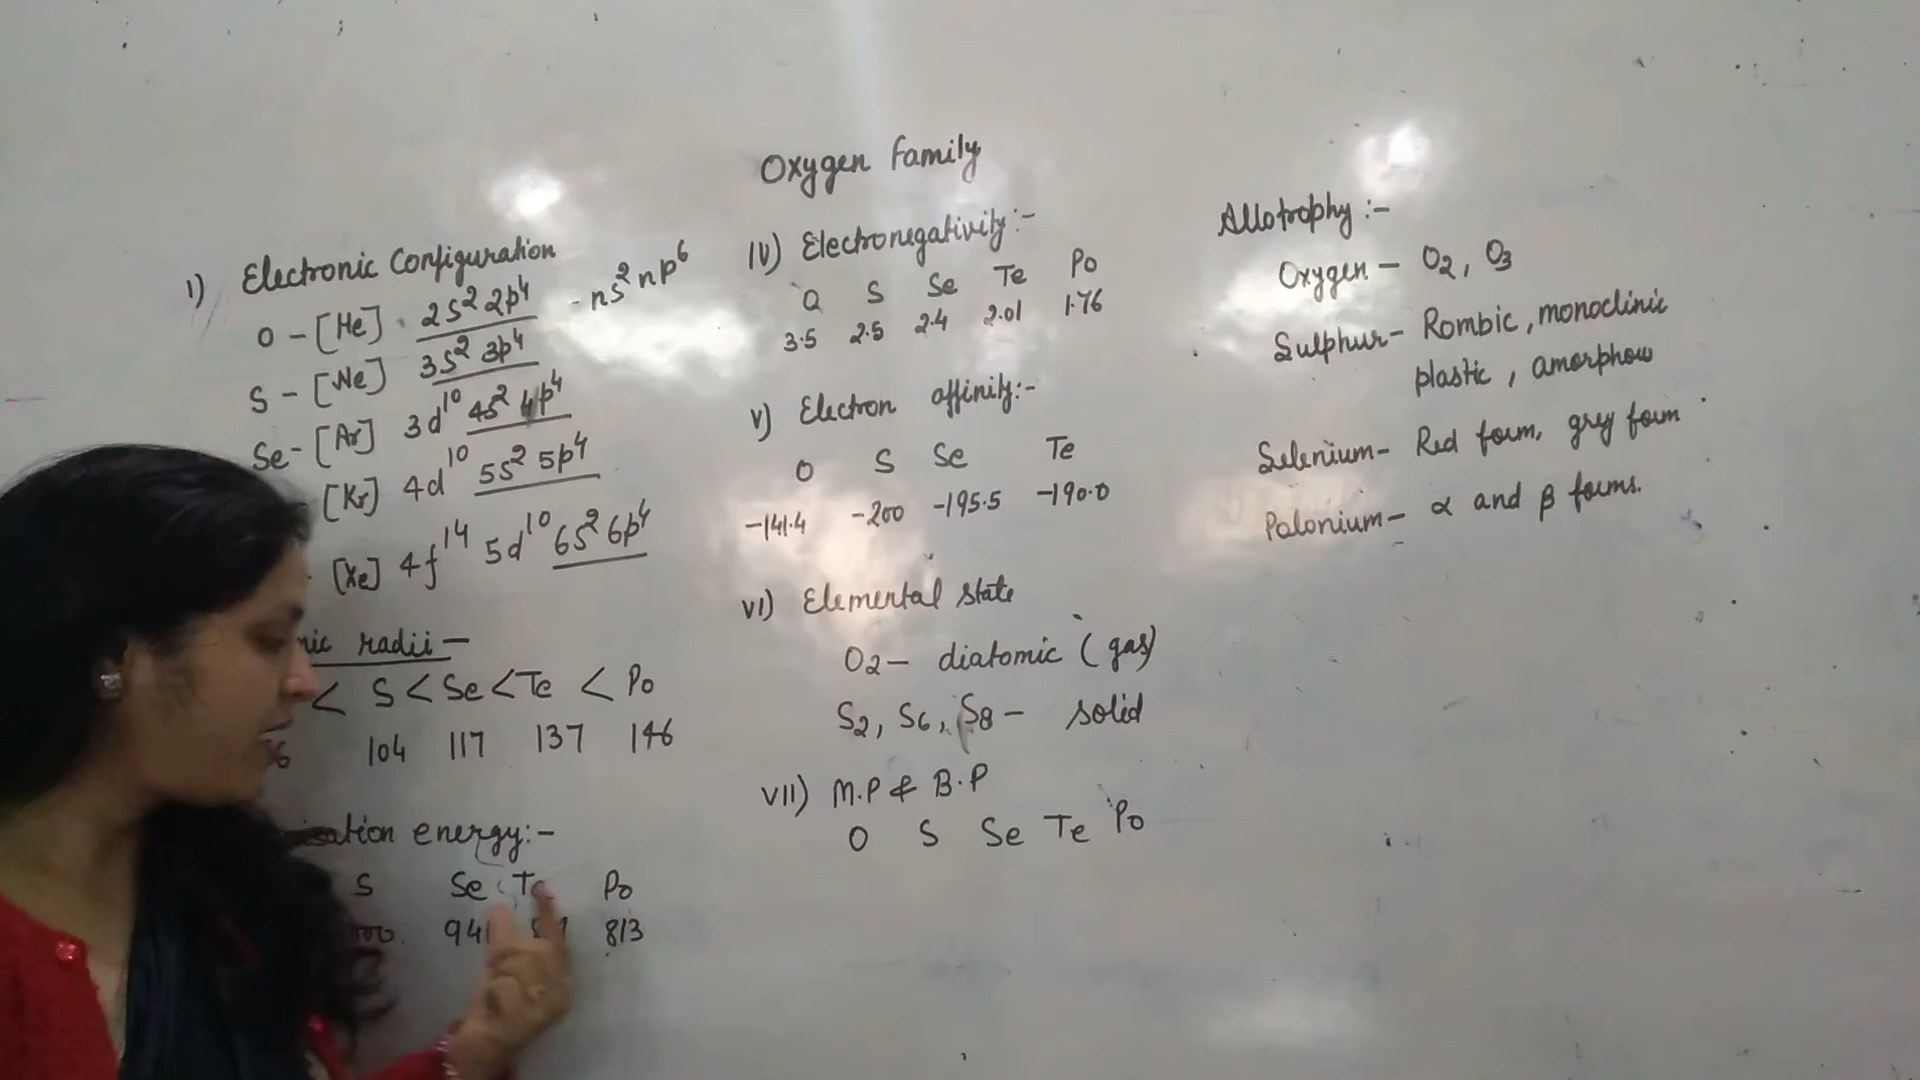 Oxygen Family
1) Electronic Configuration
O - [He] 2s² 2p⁴ - ns² np⁶
S - [Ne] 3s² 3p⁴
Se - [Ar] 3d¹⁰ 4s² 4p⁴
[Kr] 4d¹⁰ 5s² 5p⁴
[Xe] 4f¹⁴ 5d¹⁰ 6s² 6p⁴
nic radii -
< S < Se < Te < Po
6 104 117 137 146
sation energy:-
S Se Te Po
941 813
IV) Electronegativity:-
O S Se Te Po
3.5 2.5 2.4 2.01 1.76
V) Electron affinity:-
O S Se Te
-141.4 -200 -195.5 -190.0
VI) Elemental state
O2 - diatomic (gas)
S2, S6, S8 - solid
VII) M.P & B.P
O S Se Te Po
Allotrophy :-
Oxygen - O2, O3
Sulphur - Rombic, monoclinic
plastic, amorphow
Selenium - Red form, grey form
Polonium - α and β forms.